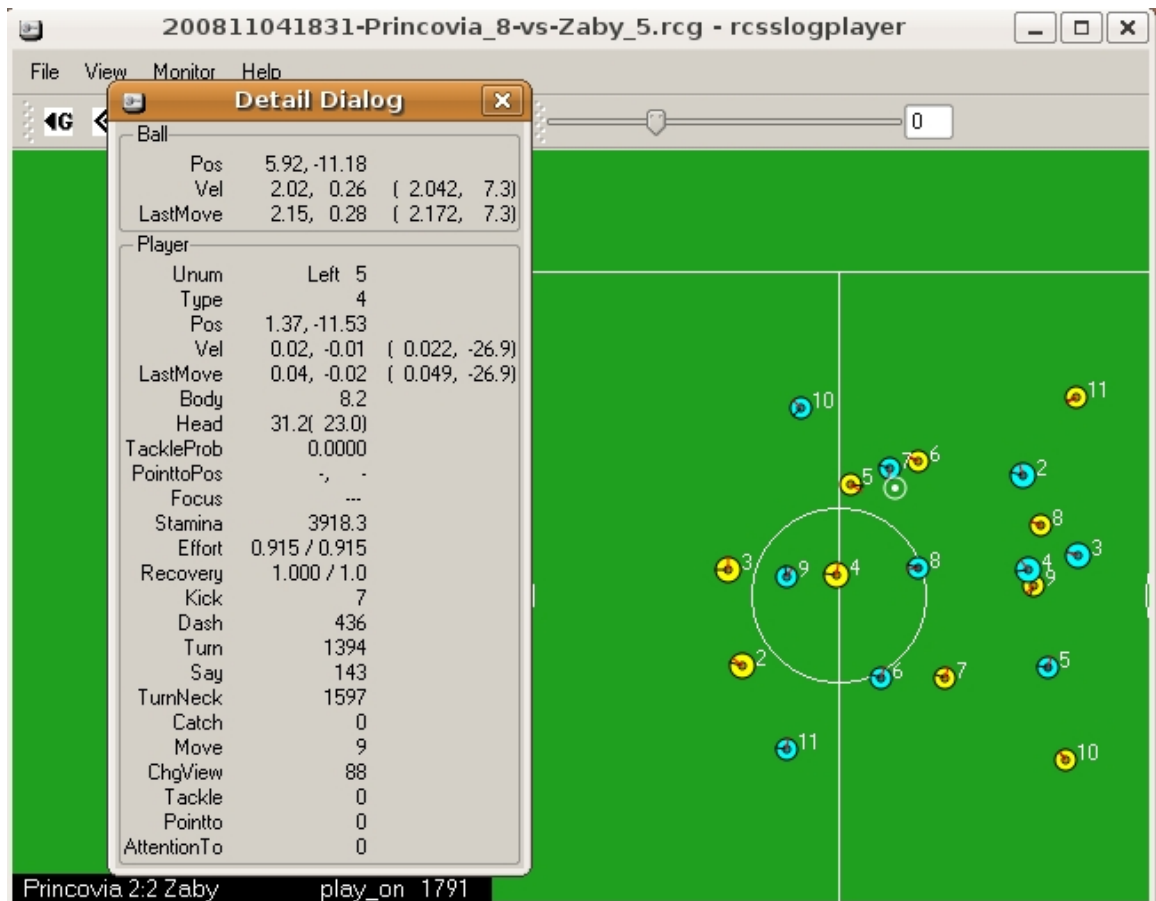 200811041831-Princovia_8-vs-Zaby_5.rcg - rcsslogplayer
File View Monitor Help
Detail Dialog
G
0
Ball
Pos 5.92, -11.18
Vel 2.02, 0.26 ( 2.042, 7.3)
LastMove 2.15, 0.28 ( 2.172, 7.3)
Player
Unum Left 5
Type 4
Pos 1.37, -11.53
Vel 0.02, -0.01 ( 0.022, -26.9)
LastMove 0.04, -0.02 ( 0.049, -26.9)
Body 8.2
Head 31.2( 23.0)
TackleProb 0.0000
PointtoPos -, -
Focus ---
Stamina 3918.3
Effort 0.915 / 0.915
Recovery 1.000 / 1.0
Kick 7
Dash 436
Turn 1394
Say 143
TurnNeck 1597
Catch 0
Move 9
ChgView 88
Tackle 0
Pointto 0
AttentionTo 0
10 11
7 6
5 2
8
3 9 4 8 4 3
9
2 6 7 5
11 10
Princovia 2:2 Zaby play_on 1791